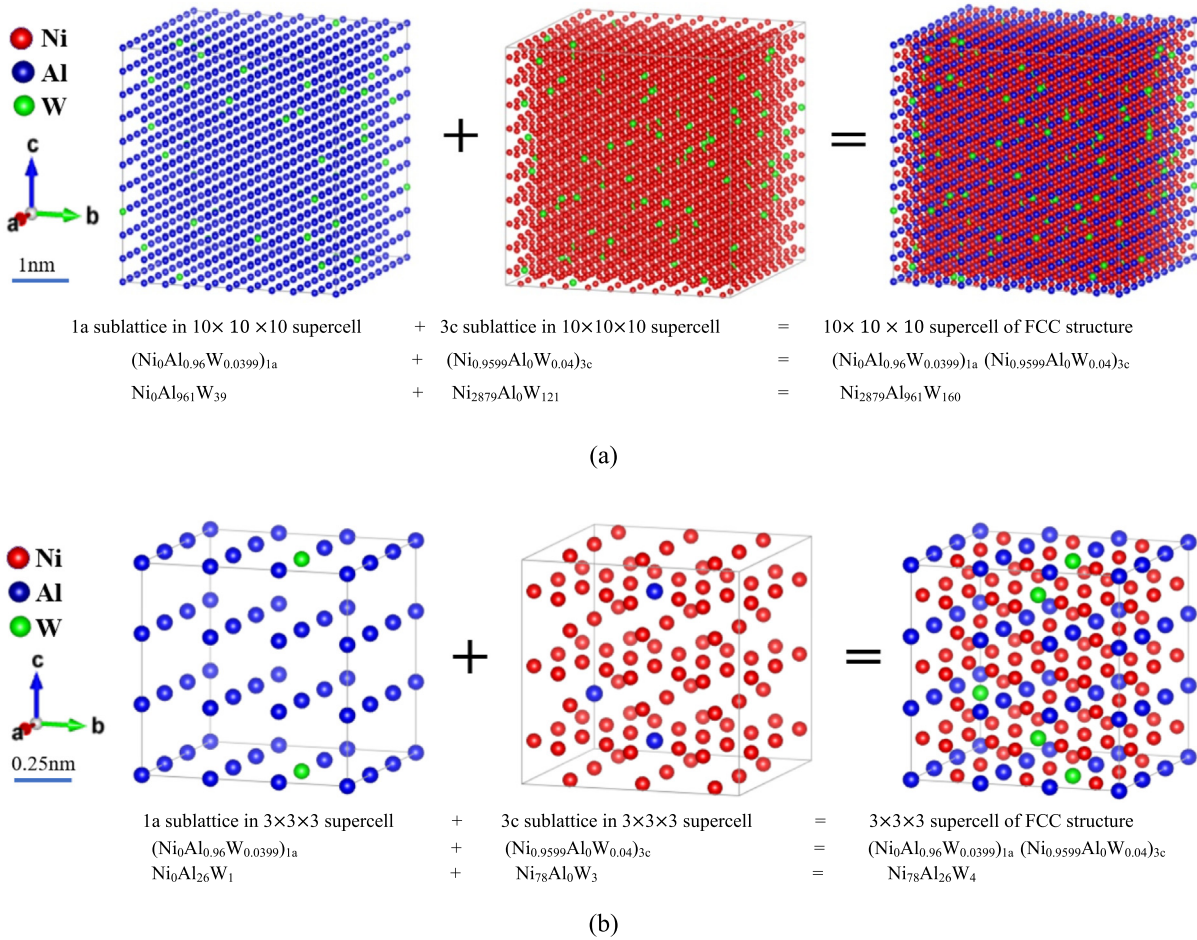 Ni
Al
W
c
a
b
1nm
+
=
1a sublattice in 10× 10 ×10 supercell + 3c sublattice in 10×10×10 supercell = 10× 10 × 10 supercell of FCC structure
(Ni₀Al₀.₉₆W₀.₀₃₉₉)₁ₐ + (Ni₀.₉₅₉₉Al₀W₀.₀₄)₃c = (Ni₀Al₀.₉₆W₀.₀₃₉₉)₁ₐ (Ni₀.₉₅₉₉Al₀W₀.₀₄)₃c
Ni₀Al₉₆₁W₃₉ + Ni₂₈₇₉Al₀W₁₂₁ = Ni₂₈₇₉Al₉₆₁W₁₆₀
(a)
Ni
Al
W
c
a
b
0.25nm
+
=
1a sublattice in 3×3×3 supercell + 3c sublattice in 3×3×3 supercell = 3×3×3 supercell of FCC structure
(Ni₀Al₀.₉₆W₀.₀₃₉₉)₁ₐ + (Ni₀.₉₅₉₉Al₀W₀.₀₄)₃c = (Ni₀Al₀.₉₆W₀.₀₃₉₉)₁ₐ (Ni₀.₉₅₉₉Al₀W₀.₀₄)₃c
Ni₀Al₂₆W₁ + Ni₇₈Al₀W₃ = Ni₇₈Al₂₆W₄
(b)